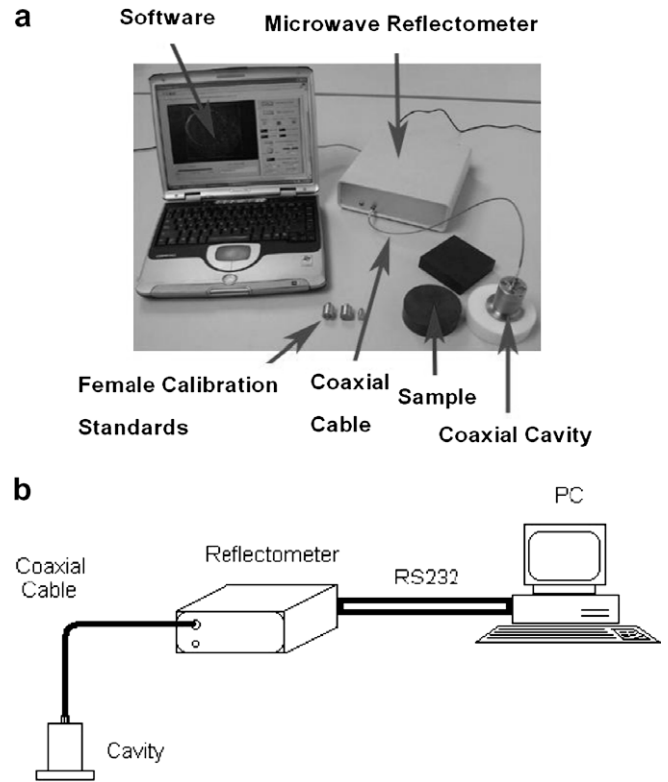 a
Software
Microwave Reflectometer
Female Calibration
Standards
Coaxial
Cable
Sample
Coaxial Cavity
b
PC
Reflectometer
RS232
Coaxial
Cable
Cavity